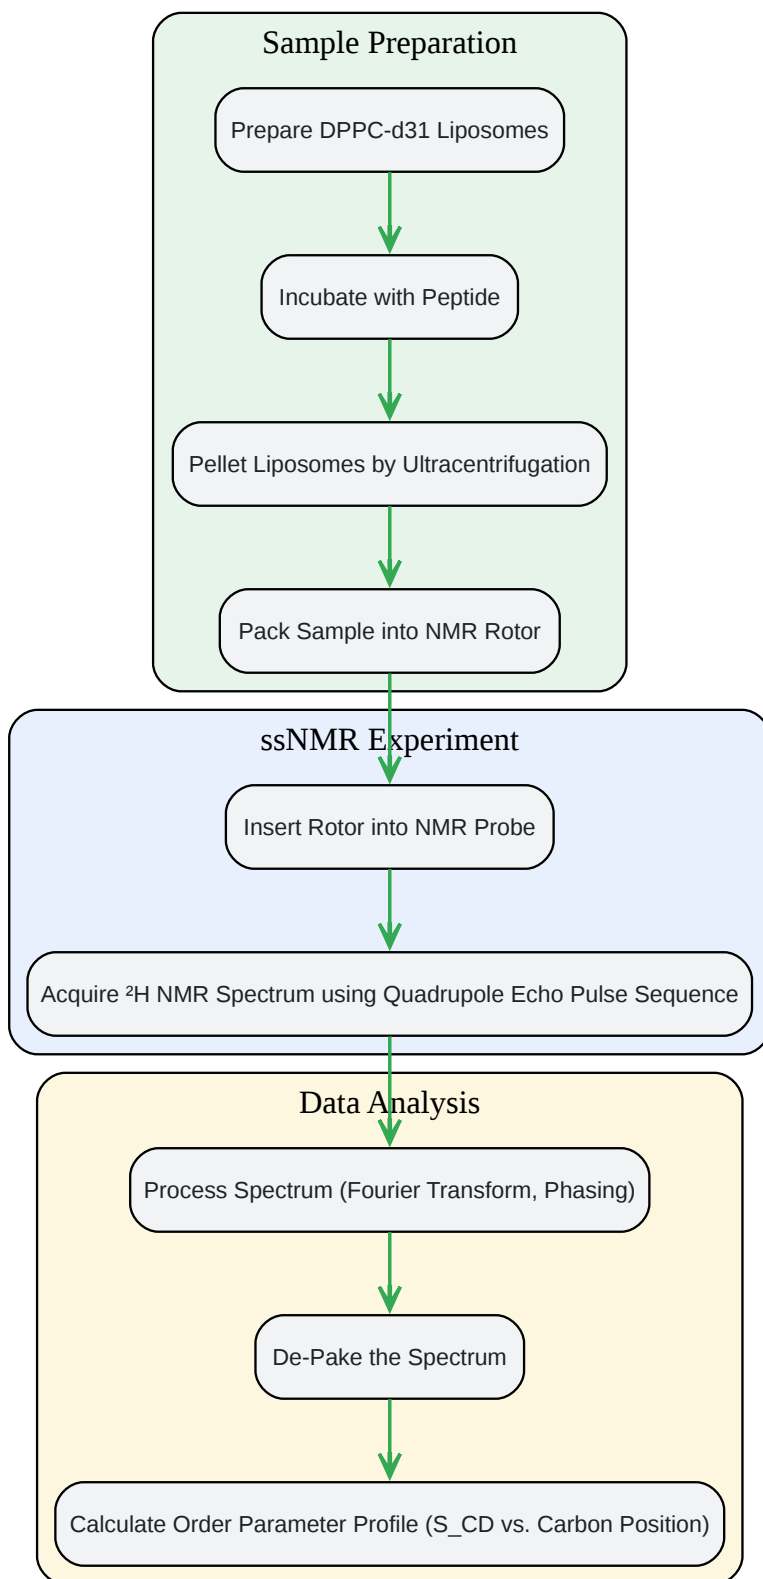 Sample Preparation
Prepare DPPC-d31 Liposomes
Incubate with Peptide
Pellet Liposomes by Ultracentrifugation
Pack Sample into NMR Rotor
ssNMR Experiment
Insert Rotor into NMR Probe
Acquire ²H NMR Spectrum using Quadrupole Echo Pulse Sequence
Data Analysis
Process Spectrum (Fourier Transform, Phasing)
De-Pake the Spectrum
Calculate Order Parameter Profile (S_CD vs. Carbon Position)